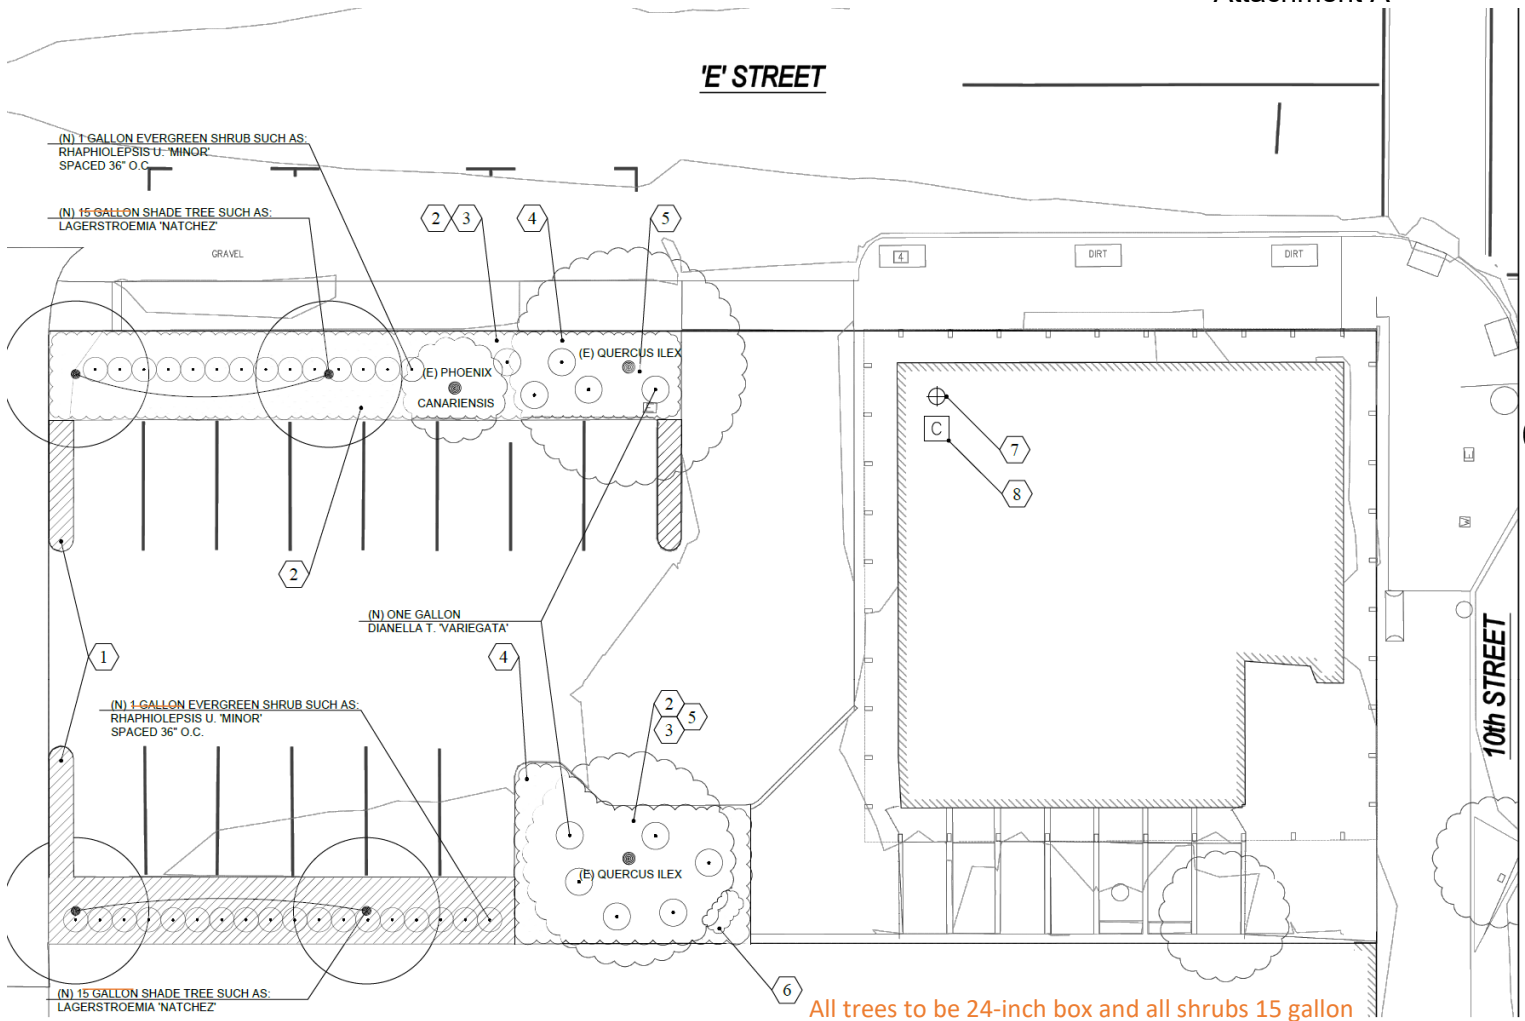 Attachment A
'E' STREET
(N) 1 GALLON EVERGREEN SHRUB SUCH AS:
RHAPHIOLEPSIS U. 'MINOR'
SPACED 36" O.C.
(N) 15 GALLON SHADE TREE SUCH AS:
LAGERSTROEMIA 'NATCHEZ'
2
3
4
5
GRAVEL
4
DIRT
DIRT
(E) QUERCUS ILEX
(E) PHOENIX
CANARIENSIS
E
C
7
8
E
W
2
(N) ONE GALLON
DIANELLA T. 'VARIEGATA'
1
4
(N) 1 GALLON EVERGREEN SHRUB SUCH AS:
RHAPHIOLEPSIS U. 'MINOR'
SPACED 36" O.C.
2
5
3
10th STREET
(E) QUERCUS ILEX
6
(N) 15 GALLON SHADE TREE SUCH AS:
LAGERSTROEMIA 'NATCHEZ'
All trees to be 24-inch box and all shrubs 15 gallon